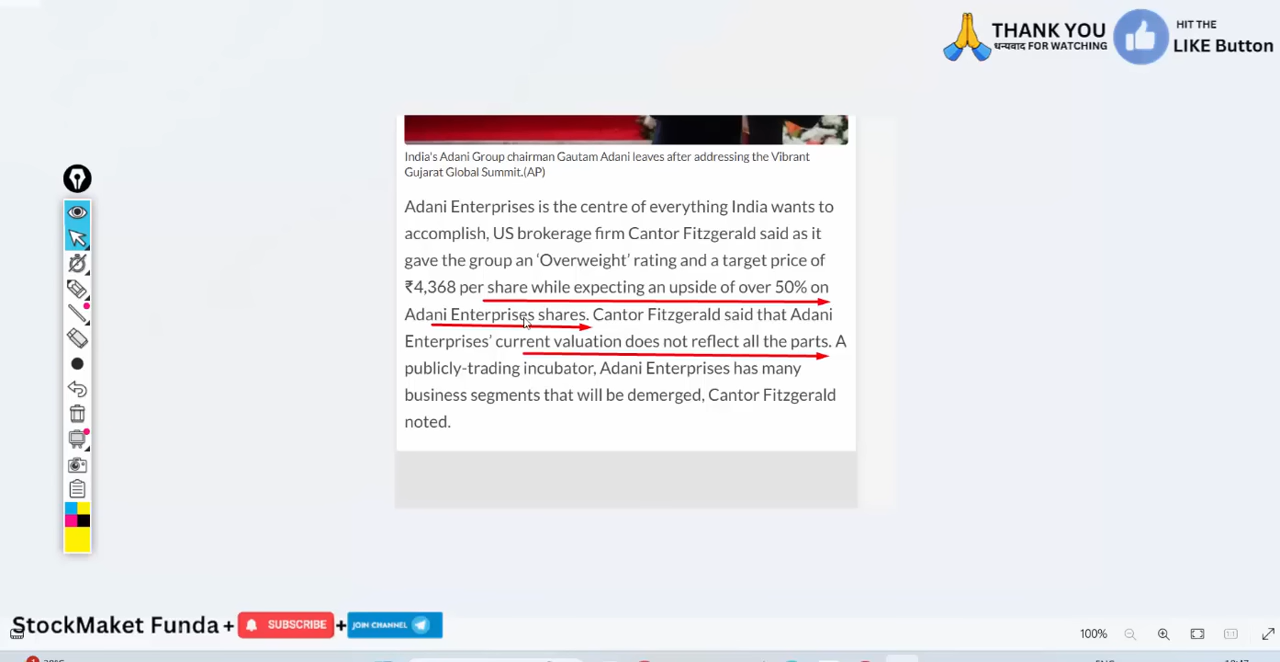 THANK YOU
धन्यवाद FOR WATCHING
HIT THE
LIKE Button
India's Adani Group chairman Gautam Adani leaves after addressing the Vibrant
Gujarat Global Summit.(AP)
Adani Enterprises is the centre of everything India wants to
accomplish, US brokerage firm Cantor Fitzgerald said as it
gave the group an ‘Overweight’ rating and a target price of
₹4,368 per share while expecting an upside of over 50% on
Adani Enterprises shares. Cantor Fitzgerald said that Adani
Enterprises’ current valuation does not reflect all the parts. A
publicly-trading incubator, Adani Enterprises has many
business segments that will be demerged, Cantor Fitzgerald
noted.
StockMaket Funda + SUBSCRIBE + JOIN CHANNEL
100%
1:1